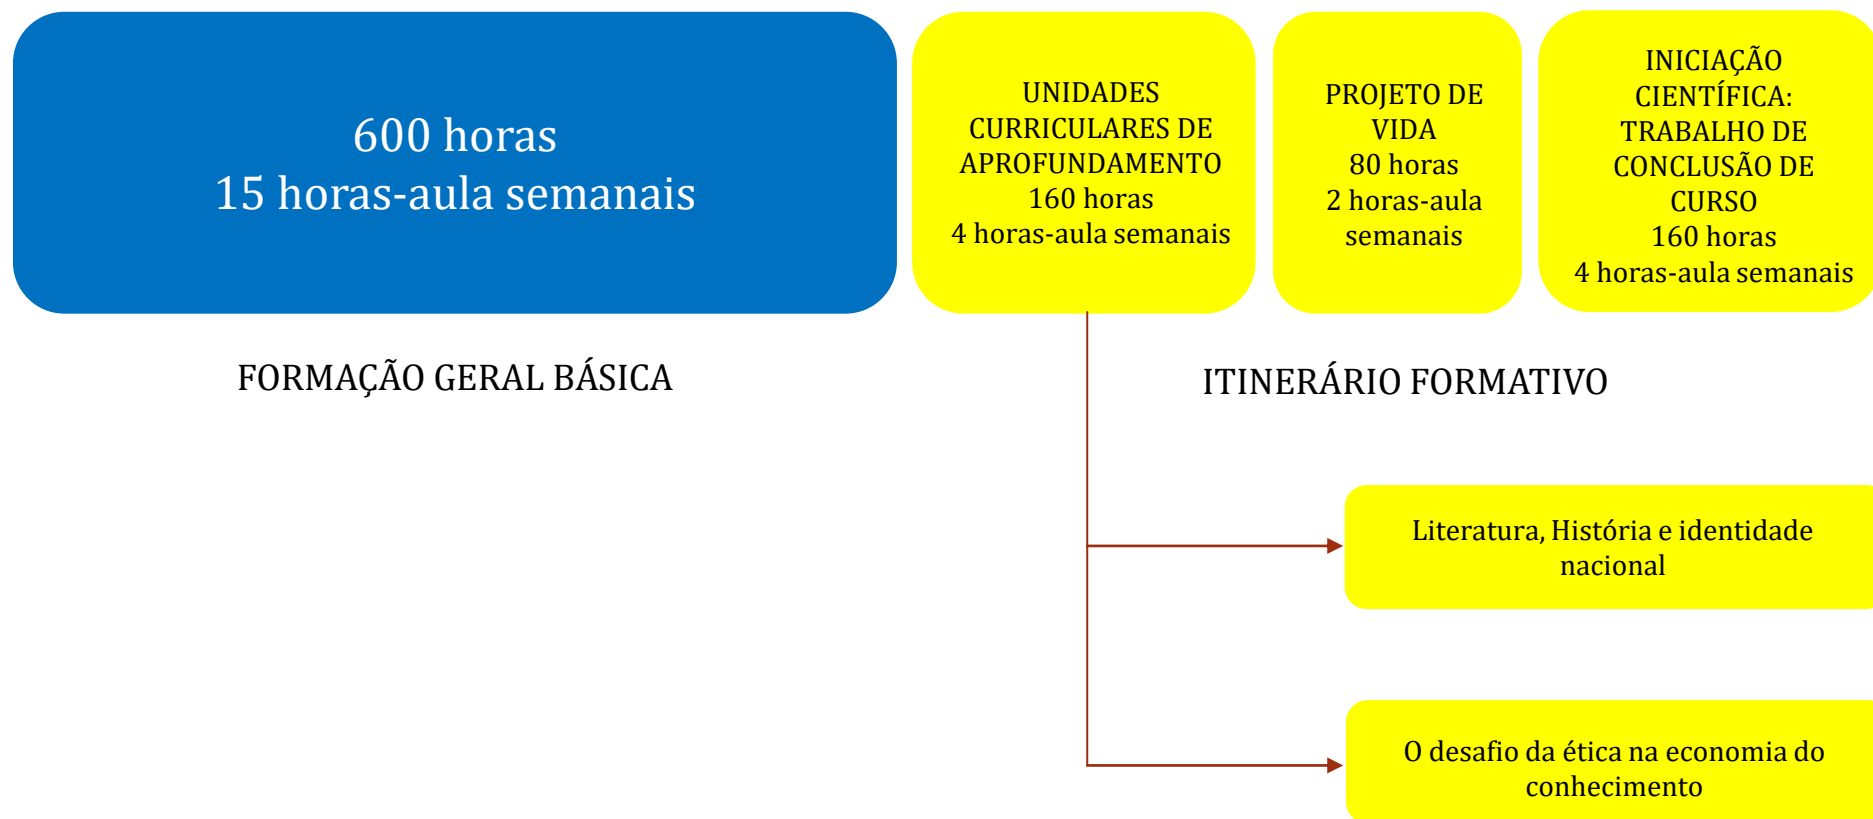 600 horas
15 horas-aula semanais
UNIDADES
CURRICULARES DE
APROFUNDAMENTO
160 horas
4 horas-aula semanais
PROJETO DE
VIDA
80 horas
2 horas-aula
semanais
INICIAÇÃO
CIENTÍFICA:
TRABALHO DE
CONCLUSÃO DE
CURSO
160 horas
4 horas-aula semanais
FORMAÇÃO GERAL BÁSICA
ITINERÁRIO FORMATIVO
Literatura, História e identidade
nacional
O desafio da ética na economia do
conhecimento